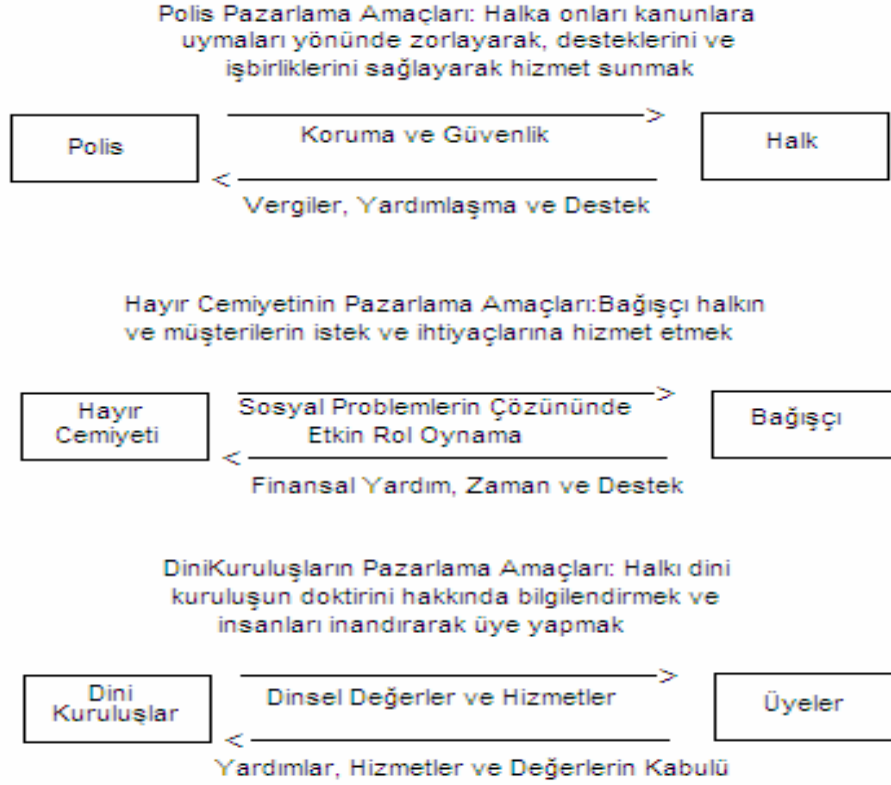 Polis Pazarlama Amaçları: Halka onları kanunlara
uymaları yönünde zorlayarak, desteklerini ve
işbirliklerini sağlayarak hizmet sunmak
Polis
Koruma ve Güvenlik
Halk
Vergiler, Yardımlaşma ve Destek
Hayır Cemiyetinin Pazarlama Amaçları:Bağışçı halkın
ve müşterilerin istek ve ihtiyaçlarına hizmet etmek
Hayır
Cemiyeti
Sosyal Problemlerin Çözününde
Etkin Rol Oynama
Bağışçı
Finansal Yardım, Zaman ve Destek
DiniKuruluşların Pazarlama Amaçları: Halkı dini
kuruluşun doktirini hakkında bilgilendirmek ve
insanları inandırarak üye yapmak
Dini
Kuruluşlar
Dinsel Değerler ve Hizmetler
Üyeler
Yardımlar, Hizmetler ve Değerlerin Kabulü